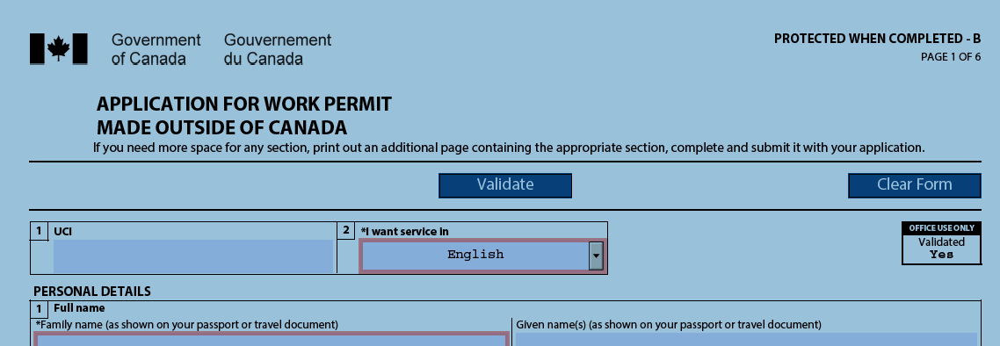 Government Gouvernement
of Canada du Canada
PROTECTED WHEN COMPLETED - B
PAGE 1 OF 6
APPLICATION FOR WORK PERMIT
MADE OUTSIDE OF CANADA
If you need more space for any section, print out an additional page containing the appropriate section, complete and submit it with your application.
Validate Clear Form
1 UCI 2 *I want service in
English
OFFICE USE ONLY
Validated
Yes
PERSONAL DETAILS
1 Full name
*Family name (as shown on your passport or travel document) Given name(s) (as shown on your passport or travel document)